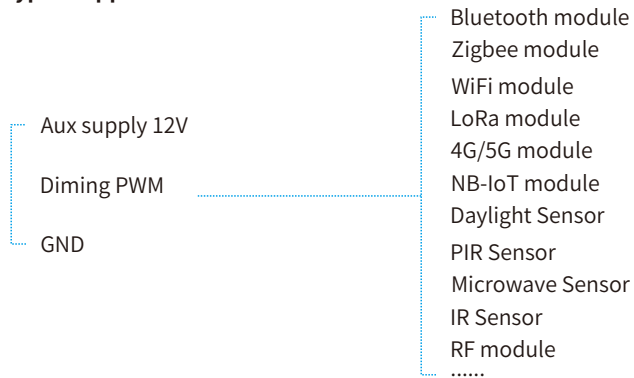 Aux supply 12V
Diming PWM
GND
Bluetooth module
Zigbee module
WiFi module
LoRa module
4G/5G module
NB-IoT module
Daylight Sensor
PIR Sensor
Microwave Sensor
IR Sensor
RF module
......